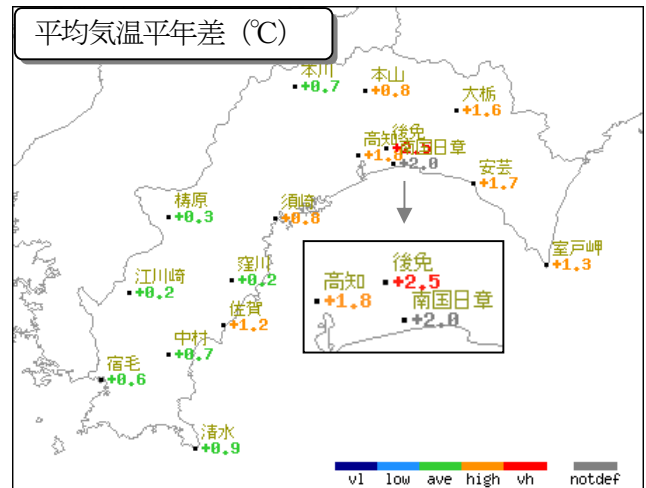 平均気温平年差（℃）
本川
+0.7
本山
+0.8
大栃
+1.6
高知
+1.8
後免
+2.5
南国日章
+2.0
安芸
+1.7
梼原
+0.3
須崎
+0.8
室戸岬
+1.3
江川崎
+0.2
窪川
+0.2
佐賀
+1.2
中村
+0.7
宿毛
+0.6
清水
+0.9
後免
+2.5
高知
+1.8
南国日章
+2.0
vl low ave high vh notdef